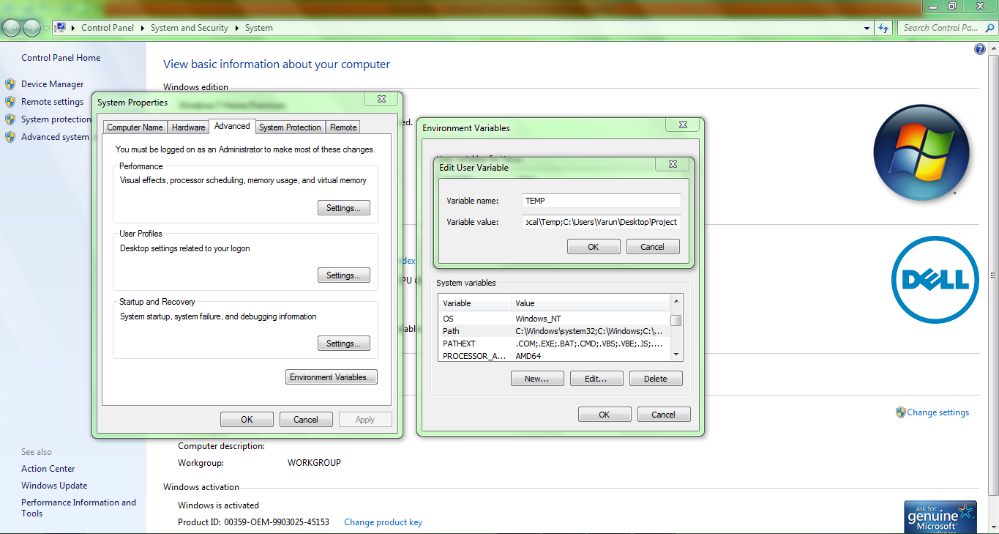 Control Panel ▸ System and Security ▸ System
Search Control Pa...
Control Panel Home
Device Manager
Remote settings
System protection
Advanced system
See also
Action Center
Windows Update
Performance Information and
Tools
View basic information about your computer
Windows edition
Windows 7 Home Premium
ed.
System Properties
Computer Name
Hardware
Advanced
System Protection
Remote
You must be logged on as an Administrator to make most of these changes.
Performance
Visual effects, processor scheduling, memory usage, and virtual memory
Settings...
User Profiles
Desktop settings related to your logon
Settings...
Startup and Recovery
System startup, system failure, and debugging information
Settings...
Environment Variables...
OK
Cancel
Apply
dex
PU
Environment Variables
Edit User Variable
Variable name:
TEMP
Variable value:
ocal\Temp;C:\Users\Varun\Desktop\Project
OK
Cancel
System variables
Variable
Value
OS
Windows_NT
Path
C:\Windows\system32;C:\Windows;C:\...
PATHEXT
.COM;.EXE;.BAT;.CMD;.VBS;.VBE;.JS;....
PROCESSOR_A...
AMD64
New...
Edit...
Delete
OK
Cancel
DELL
Change settings
Computer description:
Workgroup:
WORKGROUP
Windows activation
Windows is activated
Product ID: 00359-OEM-9903025-45153
Change product key
ask for
genuine
Microsoft
software